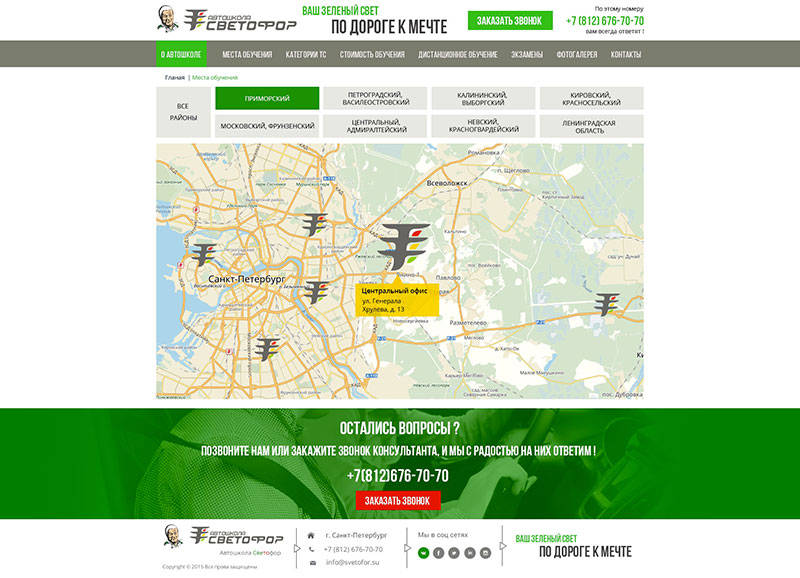 АВТОШКОЛА
СВЕТОФОР
ВАШ ЗЕЛЕНЫЙ СВЕТ
ПО ДОРОГЕ К МЕЧТЕ
ЗАКАЗАТЬ ЗВОНОК
По этому номеру
+7 (812) 676-70-70
вам всегда ответят !
О АВТОШКОЛЕ
МЕСТА ОБУЧЕНИЯ
КАТЕГОРИИ ТС
СТОИМОСТЬ ОБУЧЕНИЯ
ДИСТАНЦИОННОЕ ОБУЧЕНИЕ
ЭКЗАМЕНЫ
ФОТОГАЛЕРЕЯ
КОНТАКТЫ
Гланая | Места обучения
ВСЕ
РАЙОНЫ
ПРИМОРСКИЙ
ПЕТРОГРАДСКИЙ,
ВАСИЛЕОСТРОВСКИЙ
КАЛИНИНСКИЙ,
ВЫБОРГСКИЙ
КИРОВСКИЙ,
КРАСНОСЕЛЬСКИЙ
МОСКОВСКИЙ, ФРУНЗЕНСКИЙ
ЦЕНТРАЛЬНЫЙ,
АДМИРАЛТЕЙСКИЙ
НЕВСКИЙ,
КРАСНОГВАРДЕЙСКИЙ
ЛЕНИНГРАДСКАЯ
ОБЛАСТЬ
Романовка
п. Щеглово
Всеволожск
Санкт-Петербург
Павлово
Разметелево
пос. Дубровка
Центральный офис
ул. Генерала
Хрулева, д. 13
ОСТАЛИСЬ ВОПРОСЫ ?
ПОЗВОНИТЕ НАМ ИЛИ ЗАКАЖИТЕ ЗВОНОК КОНСУЛЬТАНТА, И МЫ С РАДОСТЬЮ НА НИХ ОТВЕТИМ !
+7(812)676-70-70
ЗАКАЗАТЬ ЗВОНОК
АВТОШКОЛА
СВЕТОФОР
Автошкола Светофор
Copyright © 2015 Все права защищены
г. Санкт-Петербург
+7 (812) 676-70-70
info@svetofor.su
Мы в соц сетях
ВАШ ЗЕЛЕНЫЙ СВЕТ
ПО ДОРОГЕ К МЕЧТЕ